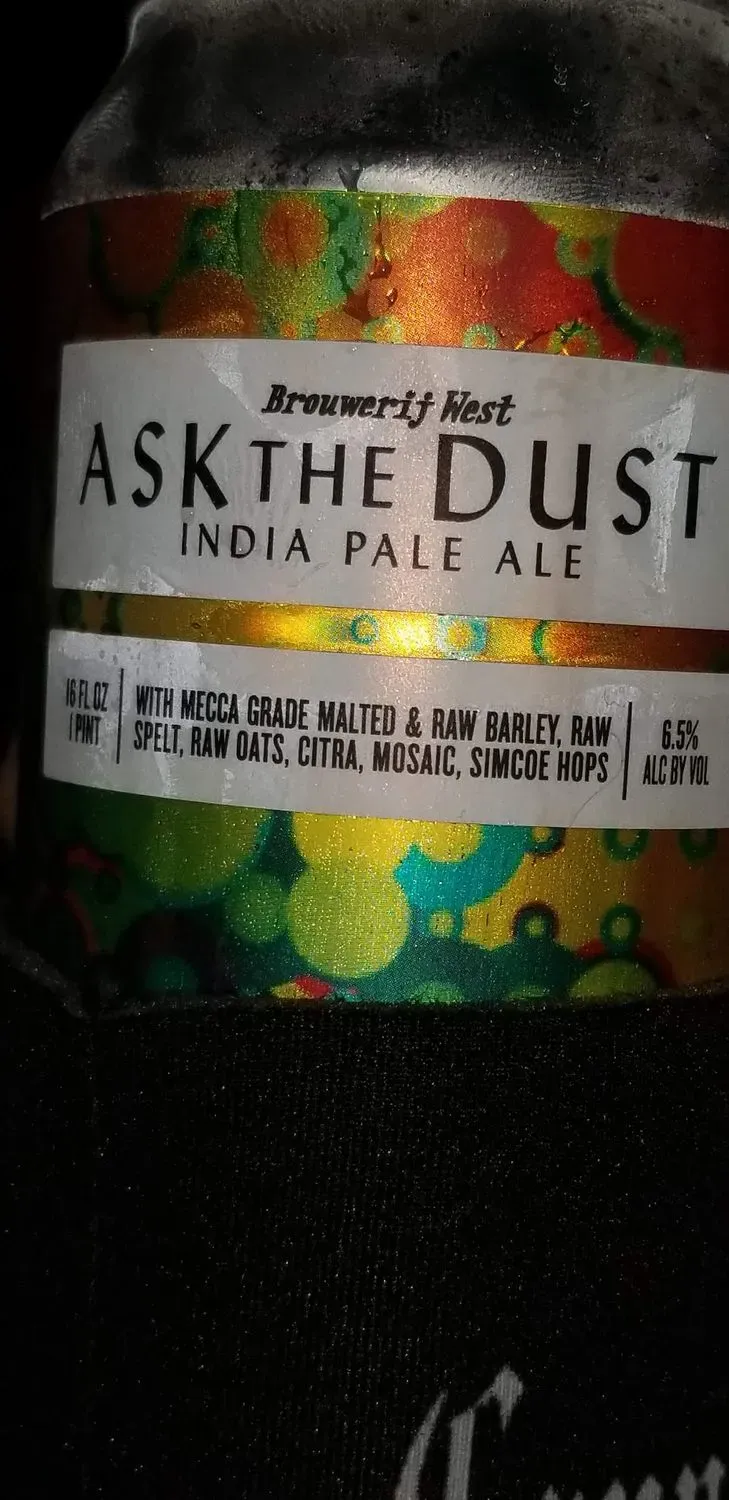 Brouwerij West
ASK THE DUST
INDIA PALE ALE
16 FL OZ
1 PINT
WITH MECCA GRADE MALTED & RAW BARLEY, RAW
SPELT, RAW OATS, CITRA, MOSAIC, SIMCOE HOPS
6.5%
ALC BY VOL